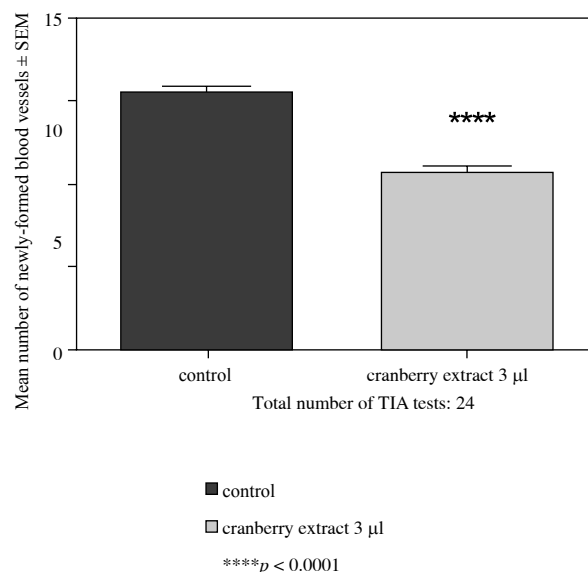 Mean number of newly-formed blood vessels ± SEM
15
10
5
0
****
control
cranberry extract 3 µl
Total number of TIA tests: 24
control
cranberry extract 3 µl
****p < 0.0001